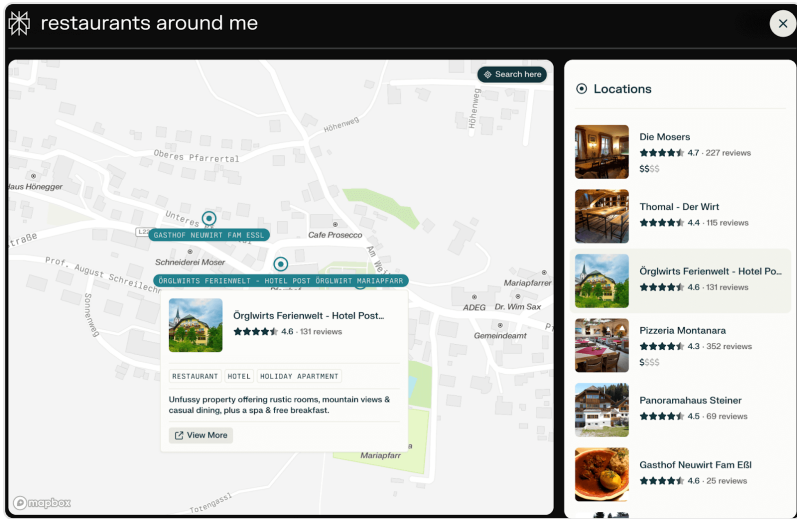 restaurants around me
Search here
Höhenweg
Höhenweg
Oberes Pfarrertal
Haus Hönegger
Unteres
GASTHOF NEUWIRT FAM ESSL
L22
Cafe Prosecco
Am We
straße
Schneiderei Moser
Prof. August Schreilech
ÖRGLWIRTS FERIENWELT - HOTEL POST ÖRGLWIRT MARIAPFARR
Mariapfarrer
Sonnenweg
ADEG
Dr. Wim Sax
Gemeindeamt
Örglwirts Ferienwelt - Hotel Post...
4.6 · 131 reviews
RESTAURANT
HOTEL
HOLIDAY APARTMENT
Unfussy property offering rustic rooms, mountain views &
casual dining, plus a spa & free breakfast.
View More
Mariapfarr
Totengassl
mapbox
Locations
Die Mosers
4.7 · 227 reviews
$$$$
Thomal - Der Wirt
4.4 · 115 reviews
Örglwirts Ferienwelt - Hotel Po...
4.6 · 131 reviews
Pizzeria Montanara
4.3 · 352 reviews
$$$$
Panoramahaus Steiner
4.5 · 69 reviews
Gasthof Neuwirt Fam Eßl
4.6 · 25 reviews